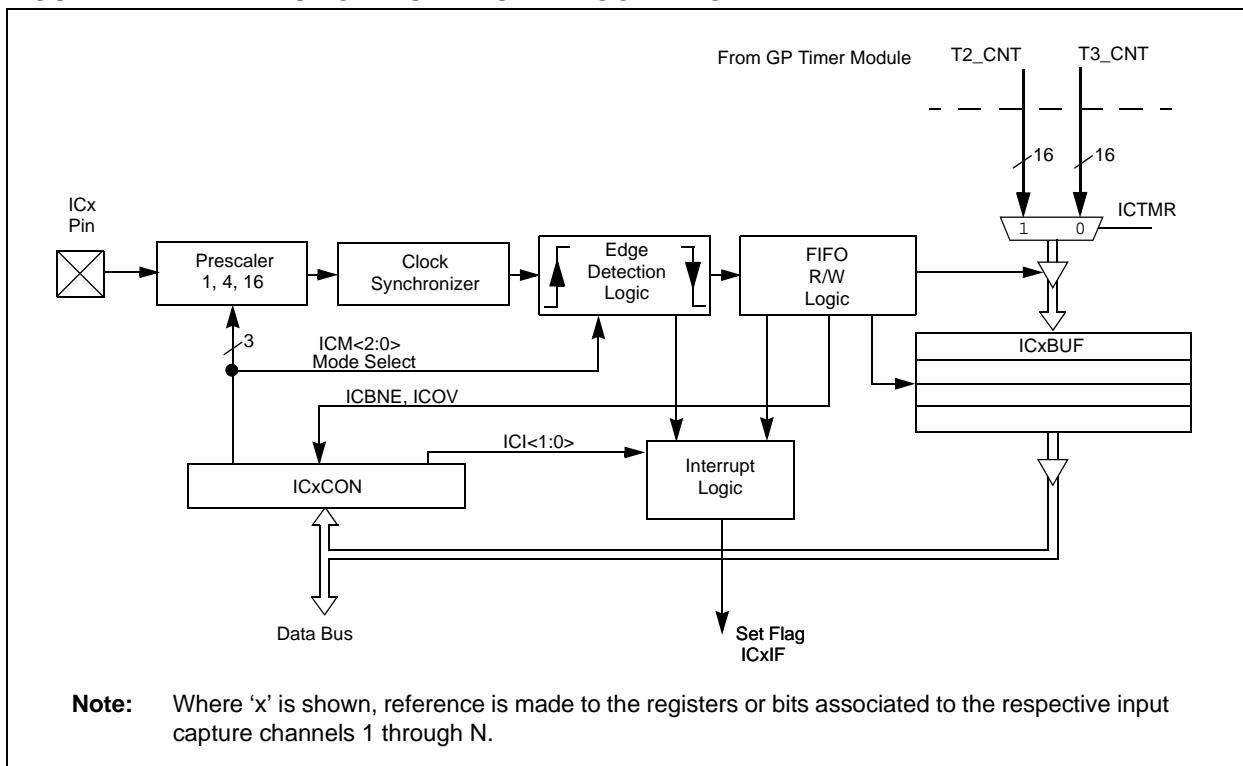 From GP Timer Module
T2_CNT
T3_CNT
16
16
ICx
Pin
ICTMR
1
0
Prescaler
1, 4, 16
Clock
Synchronizer
Edge
Detection
Logic
FIFO
R/W
Logic
3
ICM<2:0>
Mode Select
ICxBUF
ICBNE, ICOV
ICI<1:0>
ICxCON
Interrupt
Logic
Data Bus
Set Flag
ICxIF
Note: Where ‘x’ is shown, reference is made to the registers or bits associated to the respective input
capture channels 1 through N.